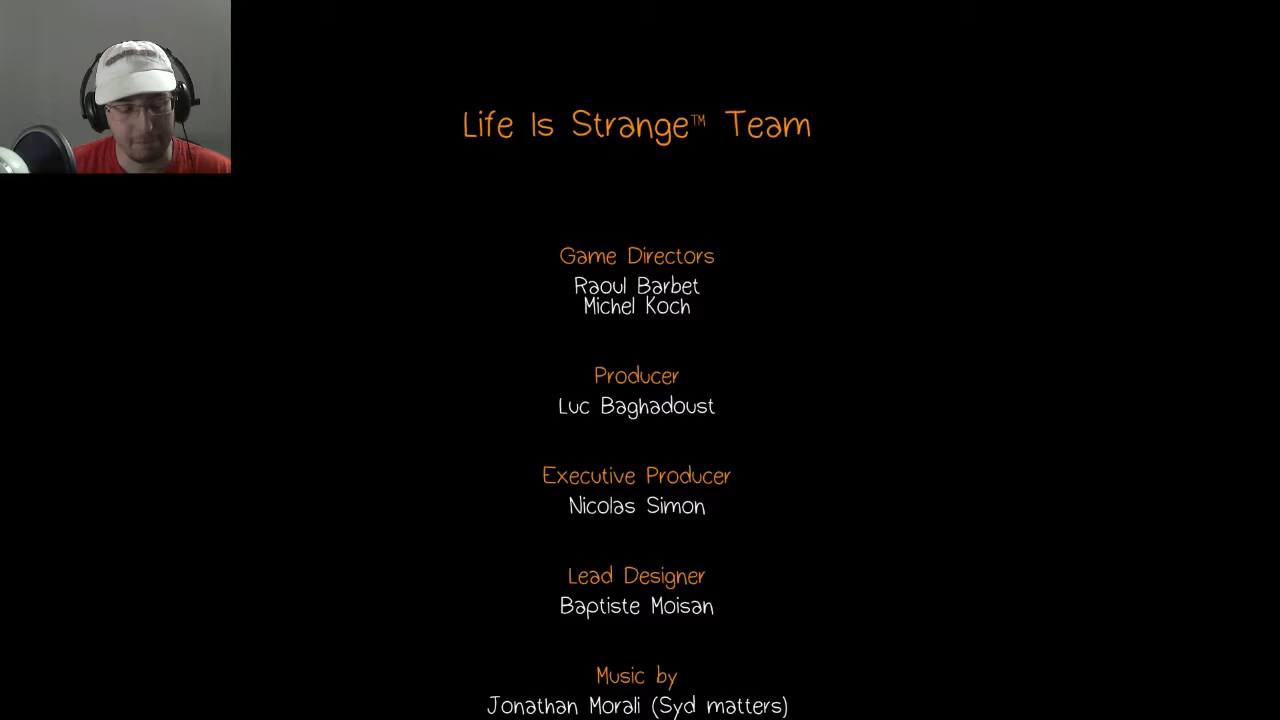 Life Is Strange™ Team
Game Directors
Raoul Barbet
Michel Koch
Producer
Luc Baghadoust
Executive Producer
Nicolas Simon
Lead Designer
Baptiste Moisan
Music by
Jonathan Morali (Syd matters)